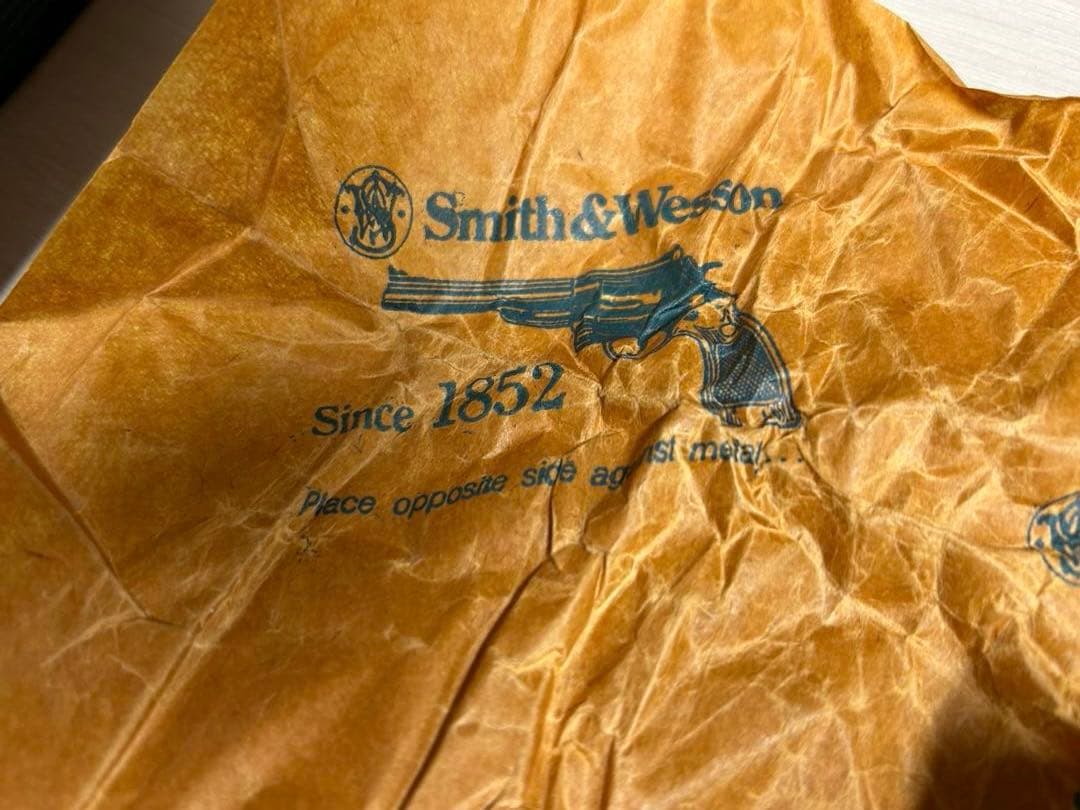 Smith & Wesson
Since 1852
Place opposite side against metal...